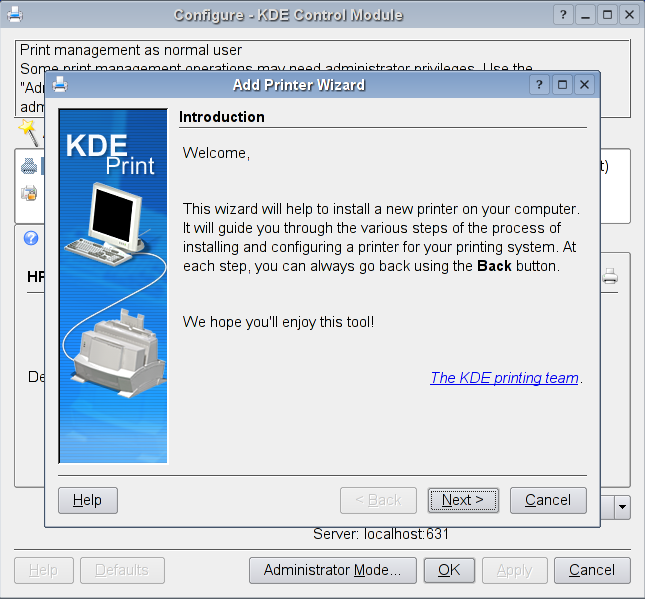 Configure - KDE Control Module
Print management as normal user
Some print management operations may need administrator privileges. Use the
"Ad
adm
Add Printer Wizard
KDE
Print
Introduction
Welcome,
This wizard will help to install a new printer on your computer.
It will guide you through the various steps of the process of
installing and configuring a printer for your printing system. At
each step, you can always go back using the Back button.
We hope you'll enjoy this tool!
The KDE printing team.
t)
HP
De
Help
< Back
Next >
Cancel
Server: localhost:631
Help
Defaults
Administrator Mode...
OK
Apply
Cancel